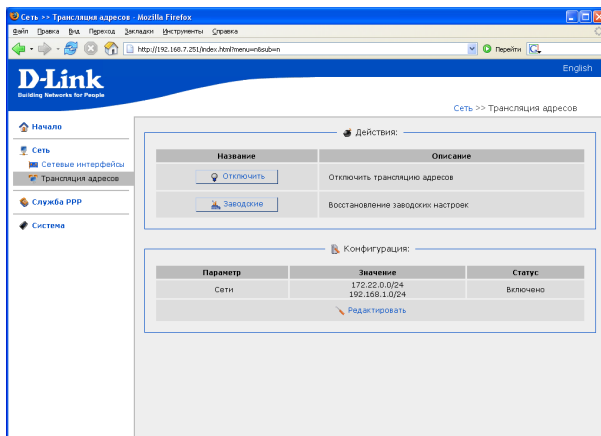 Сеть >> Трансляция адресов - Mozilla Firefox
Файл Правка Вид Переход Закладки Инструменты Справка
http://192.168.7.251/index.html?menu=n&sub=n
Перейти
English
D-Link
Building Networks for People
Сеть >> Трансляция адресов
Начало
Сеть
Сетевые интерфейсы
Трансляция адресов
Служба PPP
Система
Действия:
Название Описание
Отключить Отключить трансляцию адресов
Заводские Восстановление заводских настроек
Конфигурация:
Параметр Значение Статус
Сети 172.22.0.0/24 Включено
192.168.1.0/24
Редактировать